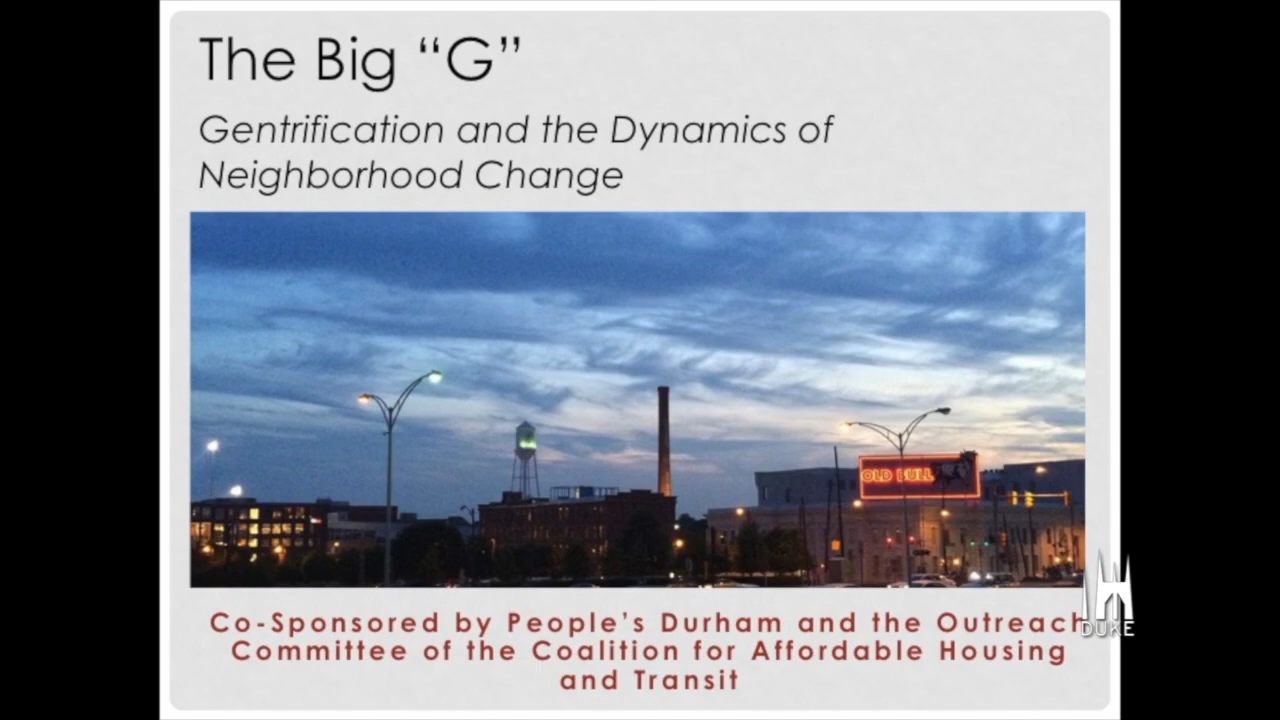 The Big “G”
Gentrification and the Dynamics of
Neighborhood Change
OLD BULL
Co-Sponsored by People’s Durham and the Outreach
Committee of the Coalition for Affordable Housing
and Transit
DUKE